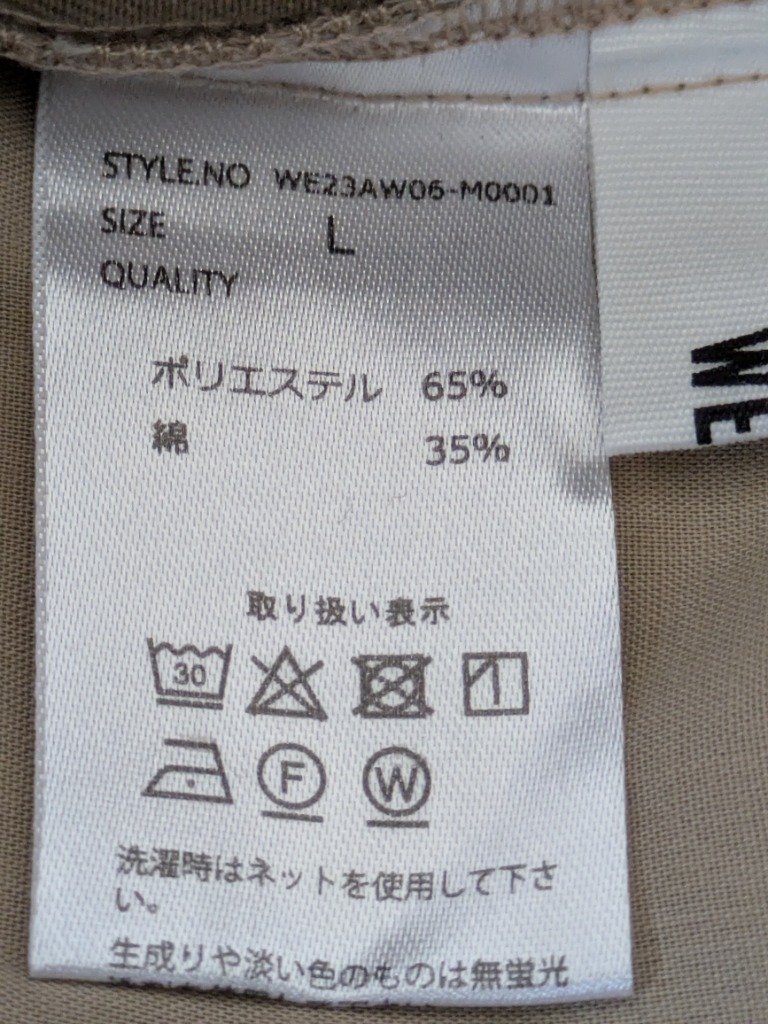 STYLE.NO WE23AW06-M0001
SIZE L
QUALITY
ポリエステル 65%
綿 35%
取り扱い表示
30
F W
洗濯時はネットを使用して下さ
い。
生成りや淡い色のものは無蛍光
WE